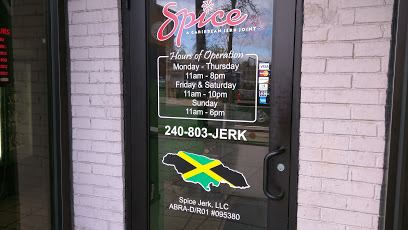 Spice
A CARIBBEAN JERK JOINT
Hours of Operation
Monday - Thursday
11am - 8pm
Friday & Saturday
11am - 10pm
Sunday
11am - 6pm
240-803-JERK
Spice Jerk, LLC
ABRA-D/R01 #095380